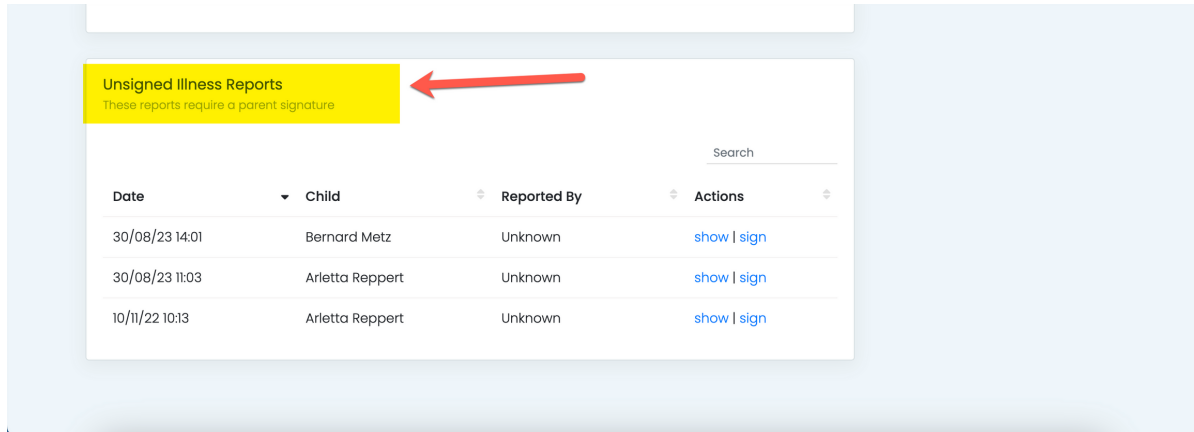 Unsigned Illness Reports
These reports require a parent signature
Search
Date Child Reported By Actions
30/08/23 14:01 Bernard Metz Unknown show | sign
30/08/23 11:03 Arletta Reppert Unknown show | sign
10/11/22 10:13 Arletta Reppert Unknown show | sign